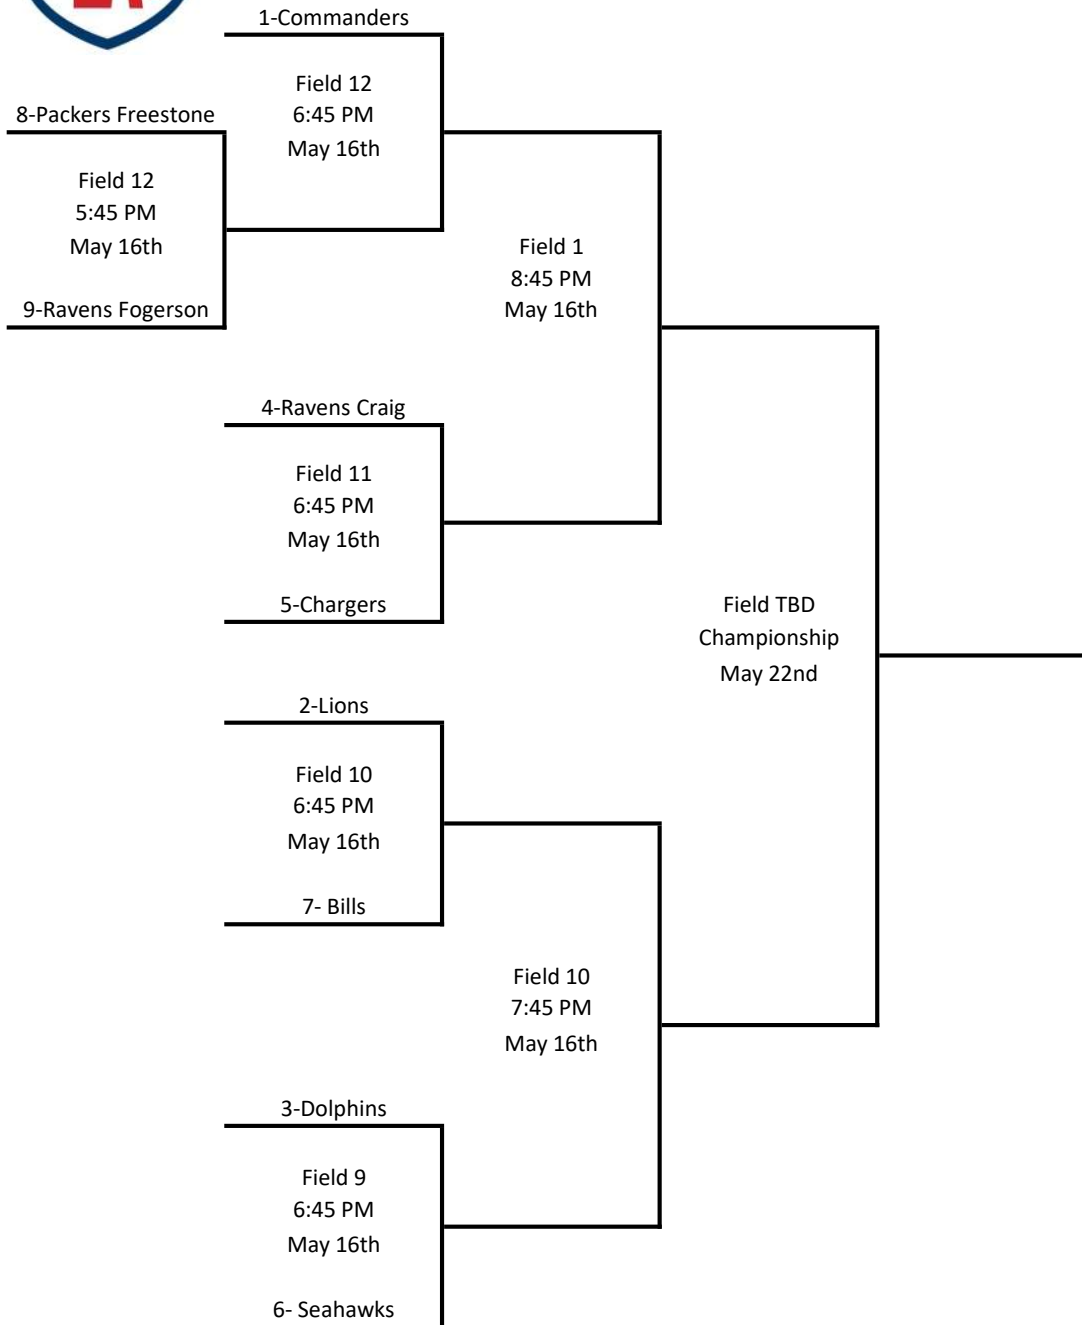 1-Commanders
Field 12
6:45 PM
May 16th
8-Packers Freestone
Field 12
5:45 PM
May 16th
9-Ravens Fogerson
Field 1
8:45 PM
May 16th
4-Ravens Craig
Field 11
6:45 PM
May 16th
5-Chargers
Field TBD
Championship
May 22nd
2-Lions
Field 10
6:45 PM
May 16th
7- Bills
Field 10
7:45 PM
May 16th
3-Dolphins
Field 9
6:45 PM
May 16th
6- Seahawks